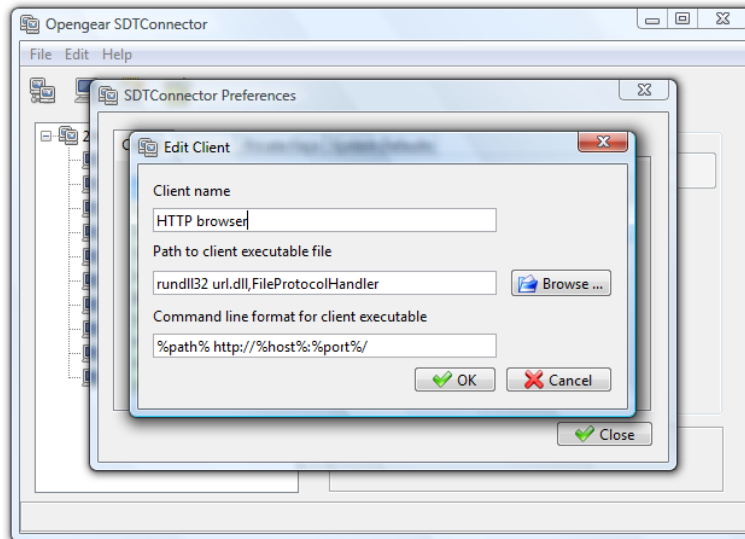 Opengear SDTConnector
File Edit Help
SDTConnector Preferences
2
Edit Client
Client name
HTTP browser
Path to client executable file
rundll32 url.dll,FileProtocolHandler
Browse ...
Command line format for client executable
%path% http://%host%:%port%/
OK
Cancel
Close